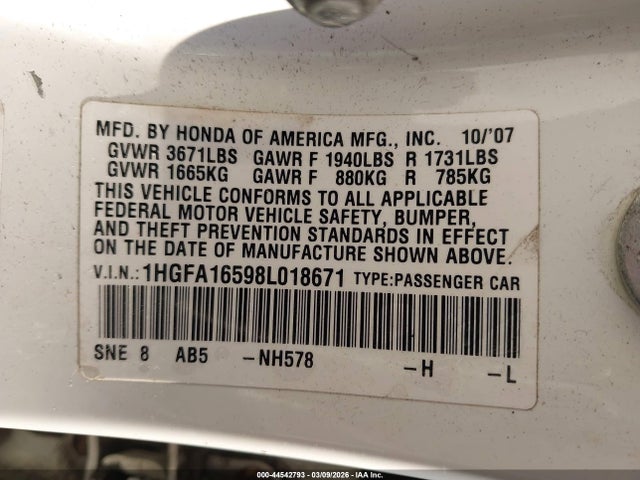 MFD. BY HONDA OF AMERICA MFG., INC. 10/'07
GVWR 3671LBS GAWR F 1940LBS R 1731LBS
GVWR 1665KG GAWR F 880KG R 785KG
THIS VEHICLE CONFORMS TO ALL APPLICABLE
FEDERAL MOTOR VEHICLE SAFETY, BUMPER,
AND THEFT PREVENTION STANDARDS IN EFFECT
ON THE DATE OF MANUFACTURE SHOWN ABOVE.
V.I.N.: 1HGFA16598L018671 TYPE:PASSENGER CAR
SNE 8 AB5 -NH578 -H -L
000-44542793 - 03/09/2026 - IAA Inc.